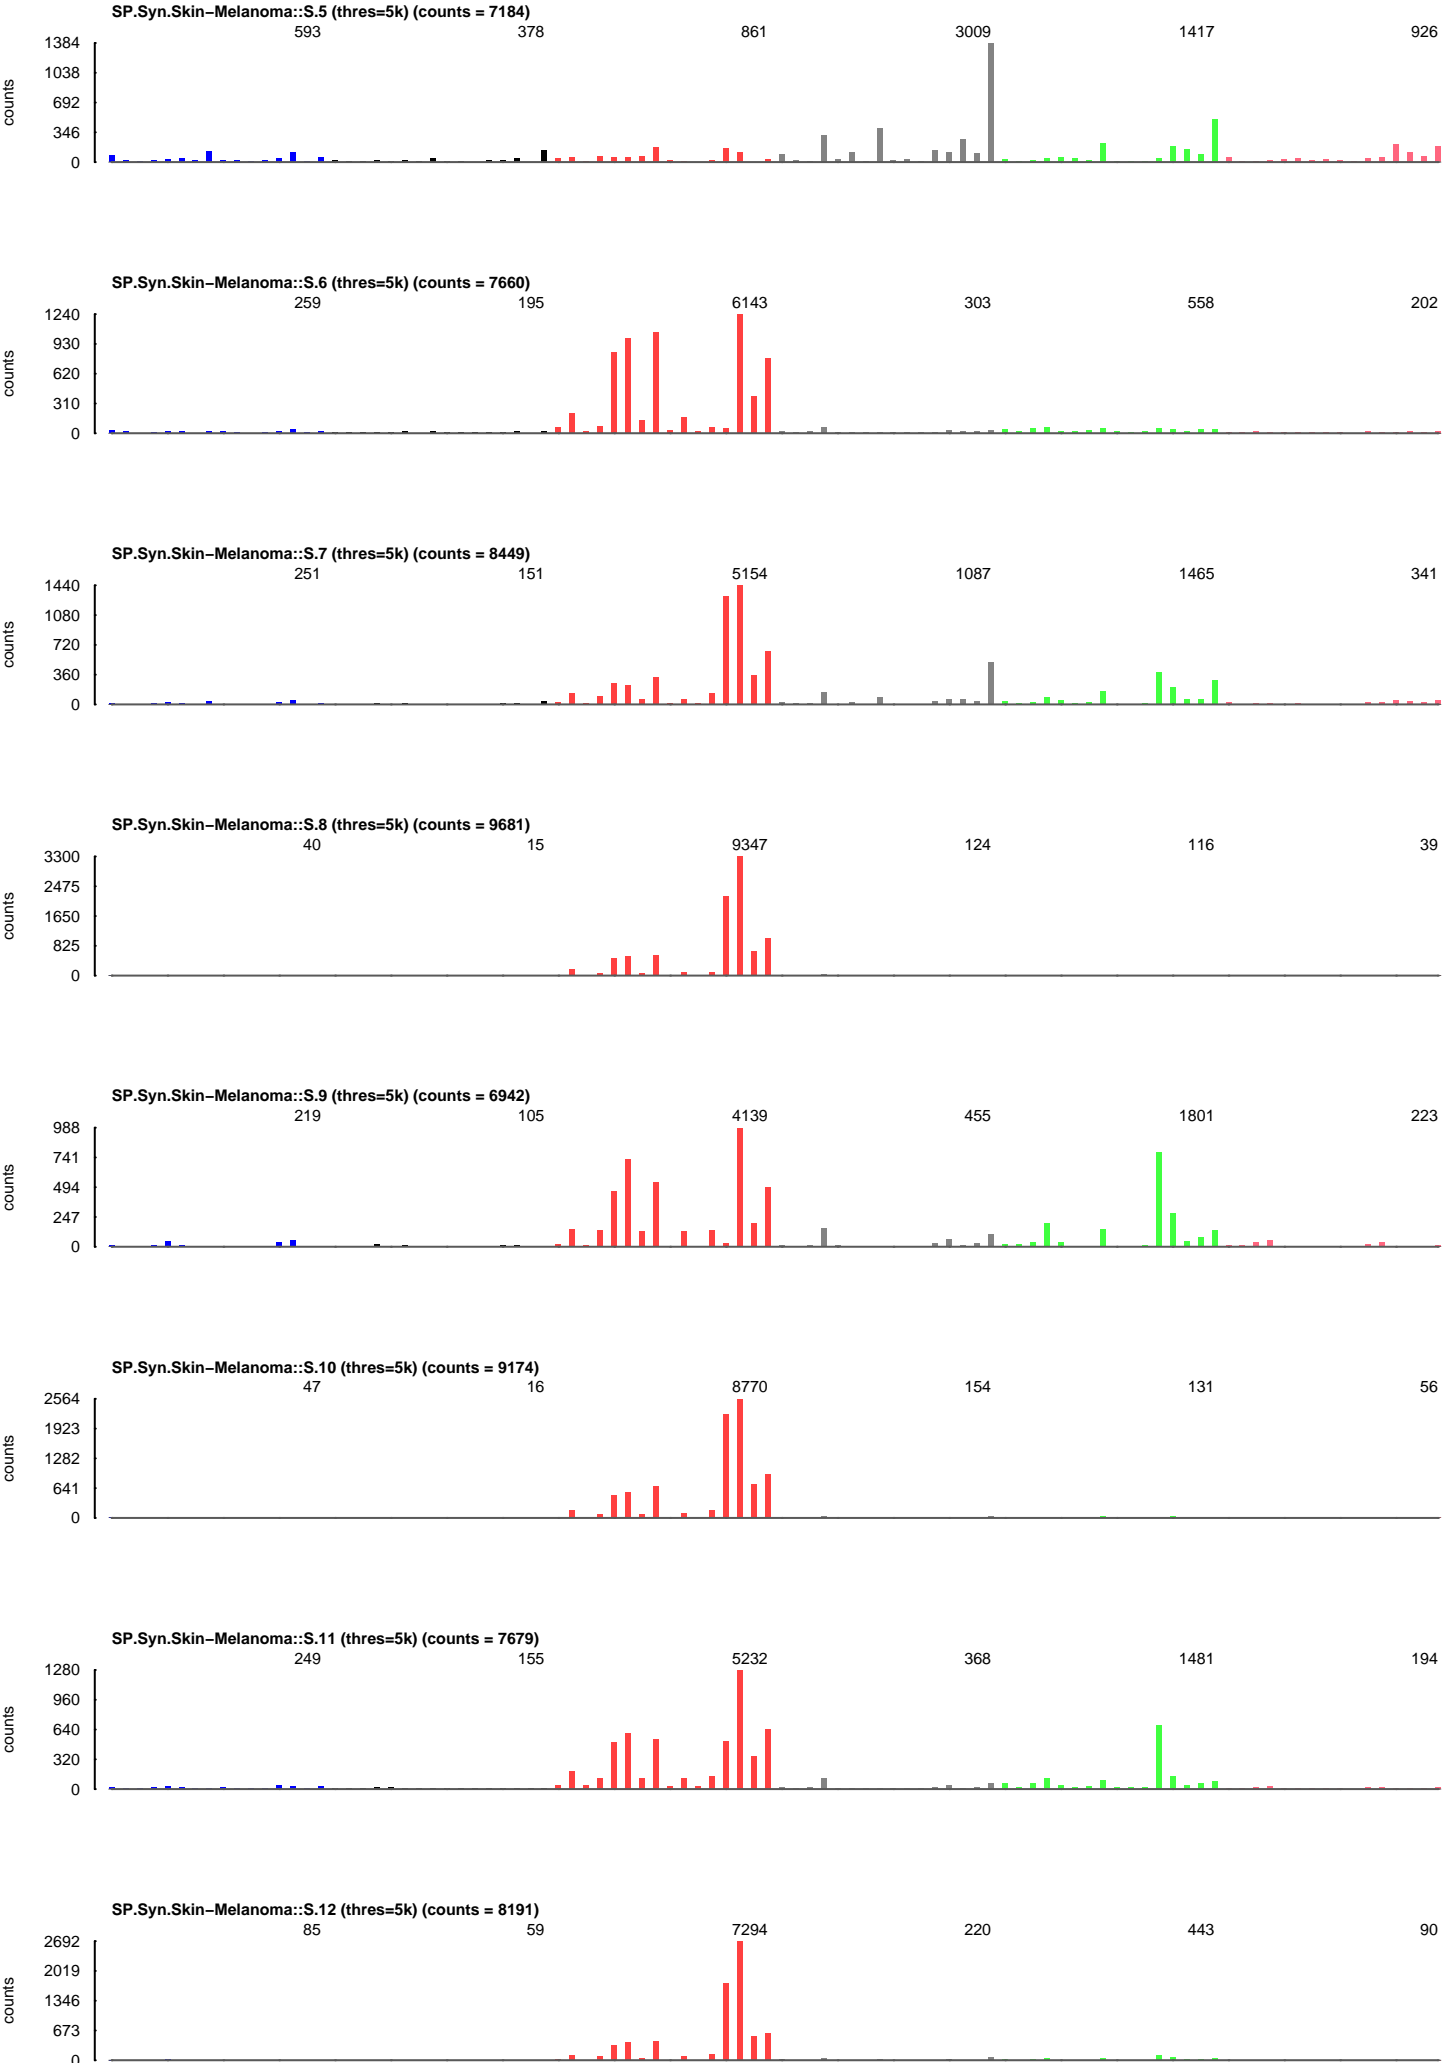 SP.Syn.Skin−Melanoma::S.5 (thres=5k) (counts = 7184)
593 378 861 3009 1417 926
1384
1038
692
346
0
counts
SP.Syn.Skin−Melanoma::S.6 (thres=5k) (counts = 7660)
259 195 6143 303 558 202
1240
930
620
310
0
counts
SP.Syn.Skin−Melanoma::S.7 (thres=5k) (counts = 8449)
251 151 5154 1087 1465 341
1440
1080
720
360
0
counts
SP.Syn.Skin−Melanoma::S.8 (thres=5k) (counts = 9681)
40 15 9347 124 116 39
3300
2475
1650
825
0
counts
SP.Syn.Skin−Melanoma::S.9 (thres=5k) (counts = 6942)
219 105 4139 455 1801 223
988
741
494
247
0
counts
SP.Syn.Skin−Melanoma::S.10 (thres=5k) (counts = 9174)
47 16 8770 154 131 56
2564
1923
1282
641
0
counts
SP.Syn.Skin−Melanoma::S.11 (thres=5k) (counts = 7679)
249 155 5232 368 1481 194
1280
960
640
320
0
counts
SP.Syn.Skin−Melanoma::S.12 (thres=5k) (counts = 8191)
85 59 7294 220 443 90
2692
2019
1346
673
0
counts